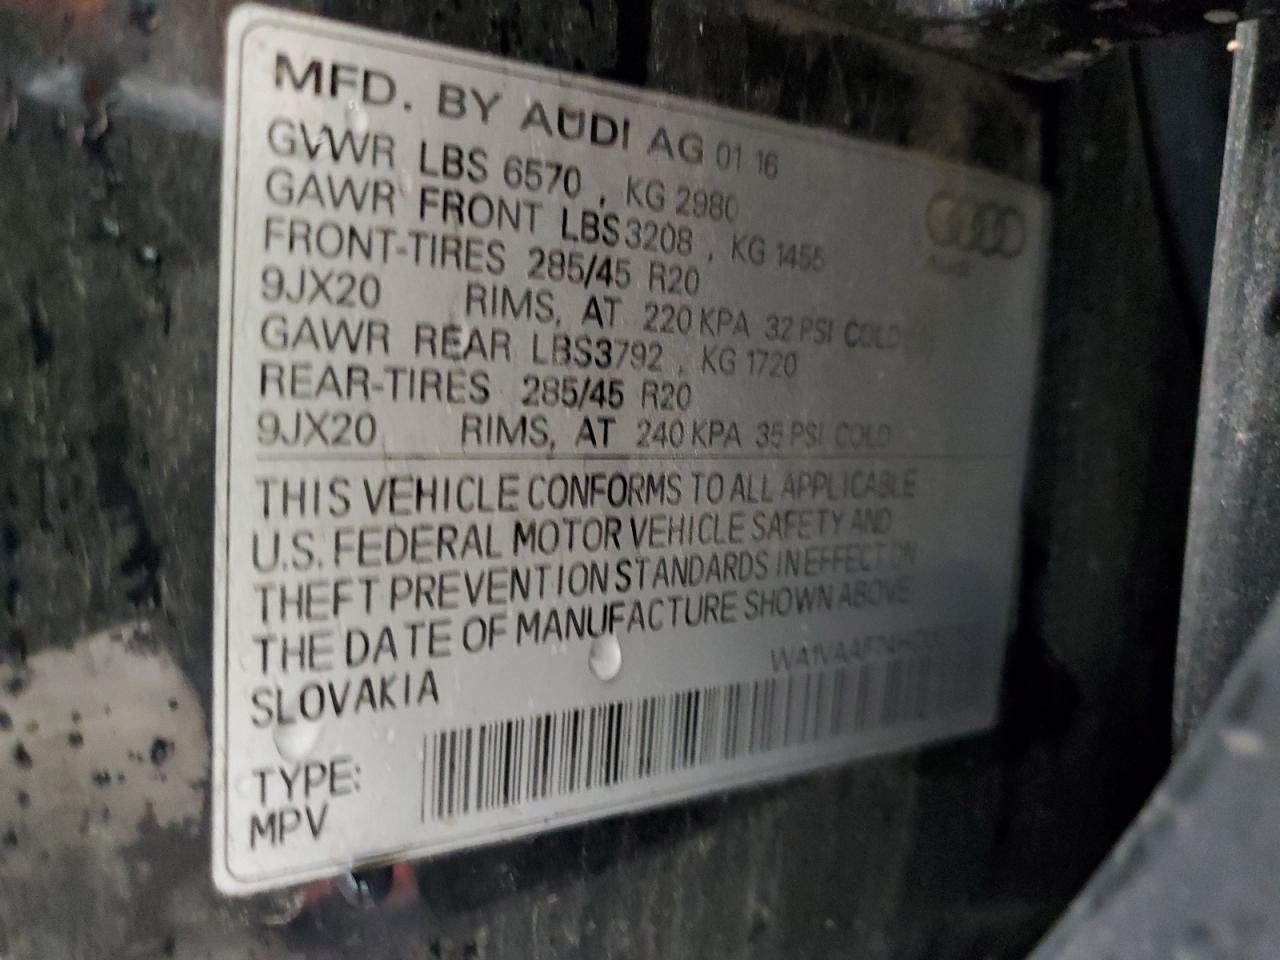 MFD. BY AUDI AG 01 16
GVWR LBS 6570 , KG 2980
GAWR FRONT LBS3208 , KG 1455
FRONT-TIRES 285/45 R20
9JX20 RIMS, AT 220 KPA 32 PSI COLD
GAWR REAR LBS3792 , KG 1720
REAR-TIRES 285/45 R20
9JX20 RIMS, AT 240 KPA 35 PSI COLD
THIS VEHICLE CONFORMS TO ALL APPLICABLE
U.S. FEDERAL MOTOR VEHICLE SAFETY AND
THEFT PREVENTION STANDARDS IN EFFECT ON
THE DATE OF MANUFACTURE SHOWN ABOVE
SLOVAKIA
TYPE:
MPV